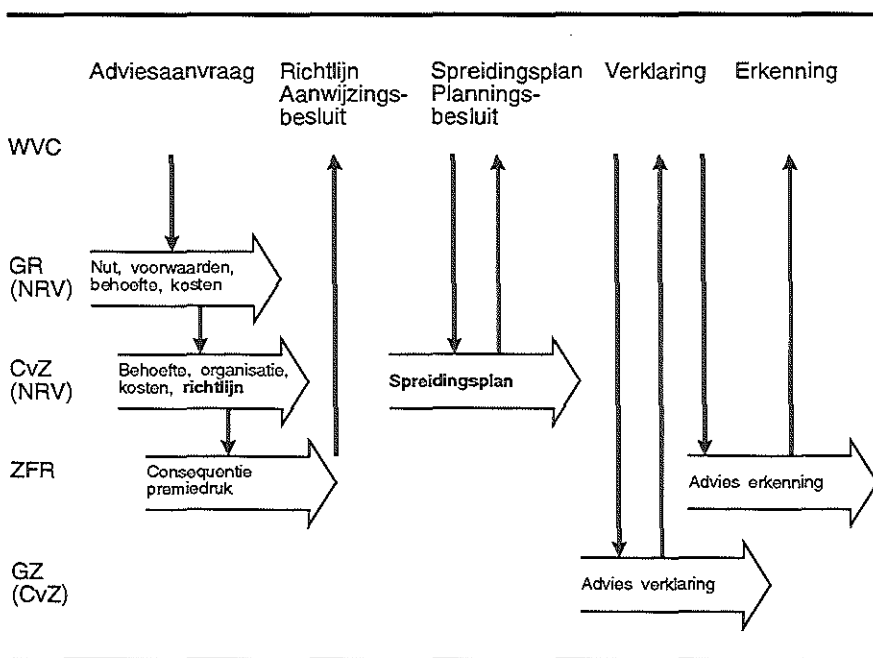 Adviesaanvraag
Richtlijn
Aanwijzings-
besluit
Spreidingsplan
Plannings-
besluit
Verklaring
Erkenning
WVC
GR
(NRV)
Nut, voorwaarden,
behoefte, kosten
CvZ
(NRV)
Behoefte, organisatie,
kosten, richtlijn
Spreidingsplan
ZFR
Consequentie
premiedruk
Advies erkenning
GZ
(CvZ)
Advies verklaring